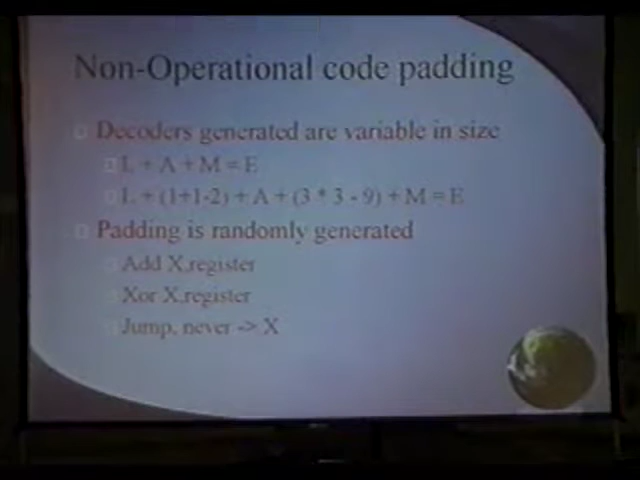 Non-Operational code padding
Decoders generated are variable in size
L + A + M = E
L + (1+1-2) + A + (3 * 3 - 9) + M = E
Padding is randomly generated
Add X,register
Xor X,register
Jump, never -> X